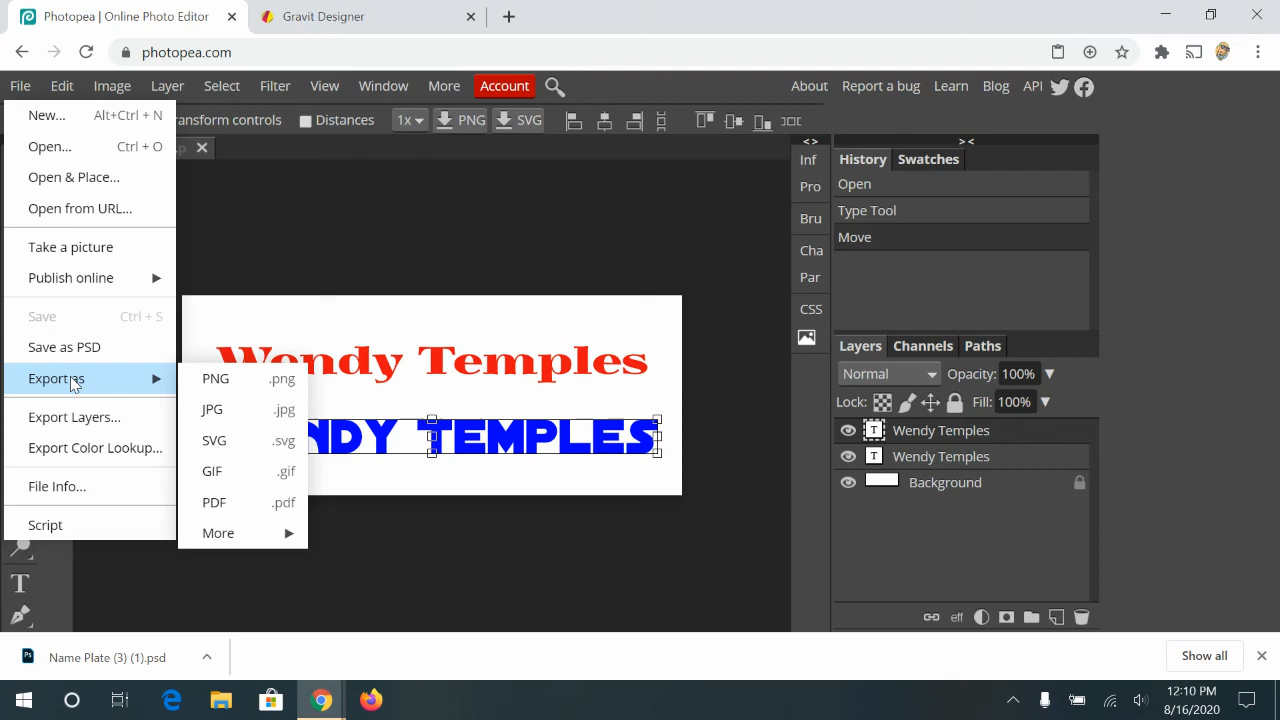 Photopea | Online Photo Editor
Gravit Designer
photopea.com
File Edit Image Layer Select Filter View Window More Account
About Report a bug Learn Blog API
New... Alt+Ctrl + N
ransform controls Distances 1x PNG SVG
Open... Ctrl + O
Open & Place...
Open from URL...
Take a picture
Publish online
Save Ctrl + S
Save as PSD
Export as
Export Layers...
Export Color Lookup...
File Info...
Script
PNG .png
JPG .jpg
SVG .svg
GIF .gif
PDF .pdf
More
Wendy Temples
NDY TEMPLES
Inf
Pro
Bru
Cha
Par
CSS
History Swatches
Open
Type Tool
Move
Layers Channels Paths
Normal Opacity: 100%
Lock: Fill: 100%
T Wendy Temples
T Wendy Temples
Background
eff
T
Ps Name Plate (3) (1).psd
Show all
12:10 PM
8/16/2020